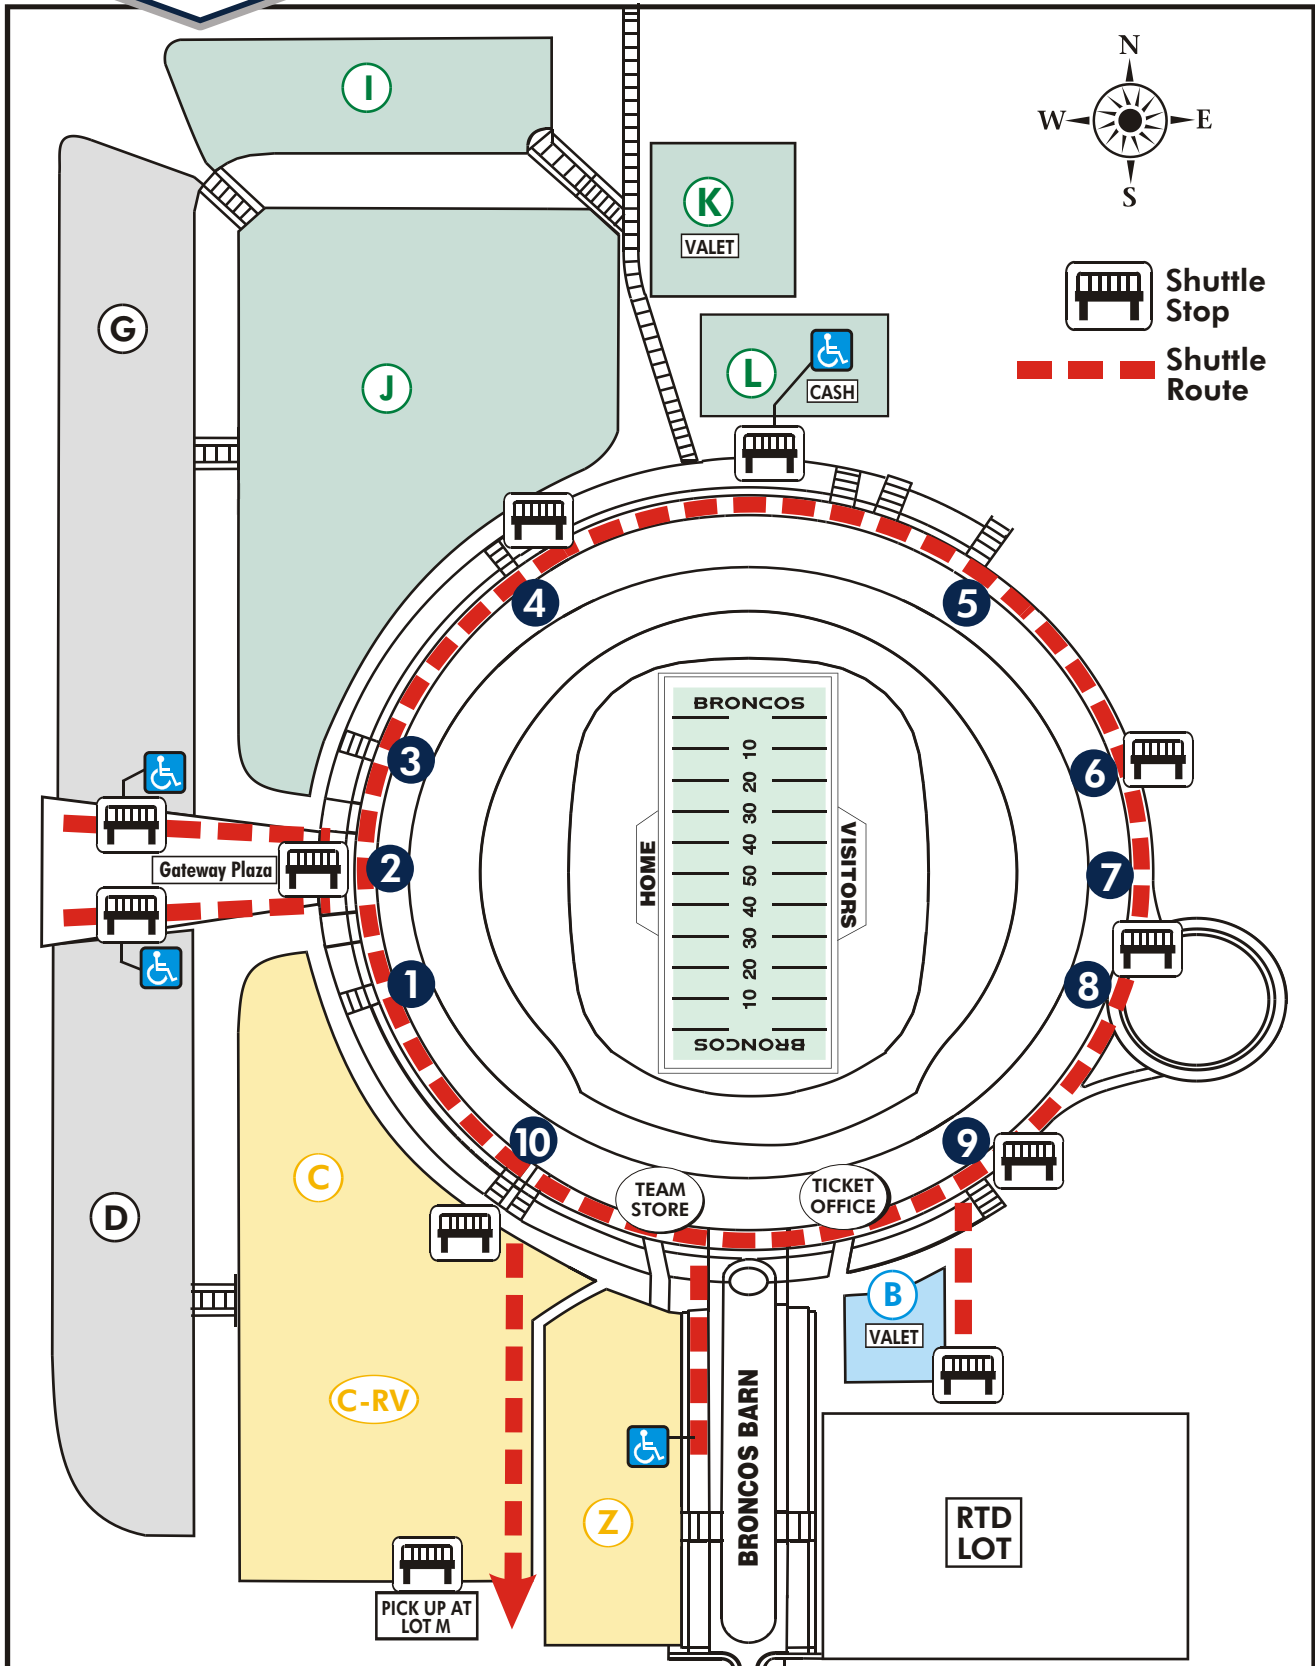 N
W
E
S
Shuttle
Stop
Shuttle
Route
I
K
VALET
G
J
L
CASH
4
5
3
6
2
7
1
8
10
9
BRONCOS
10
20
30
40
50
40
30
20
10
BRONCOS
HOME
VISITORS
Gateway Plaza
TEAM
STORE
TICKET
OFFICE
C
D
B
VALET
C-RV
Z
BRONCOS BARN
RTD
LOT
PICK UP AT
LOT M